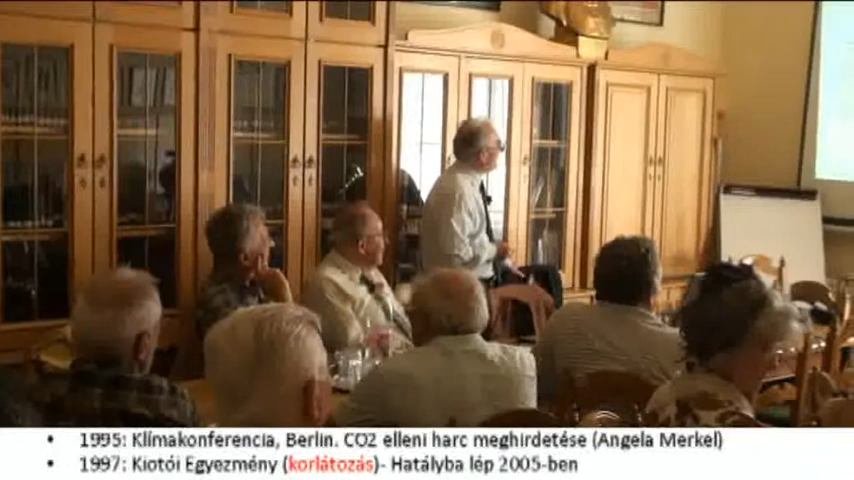 • 1995: Klímakonferencia, Berlin. CO2 elleni harc meghirdetése (Angela Merkel)
• 1997: Kiotói Egyezmény (korlátozás)- Hatályba lép 2005-ben